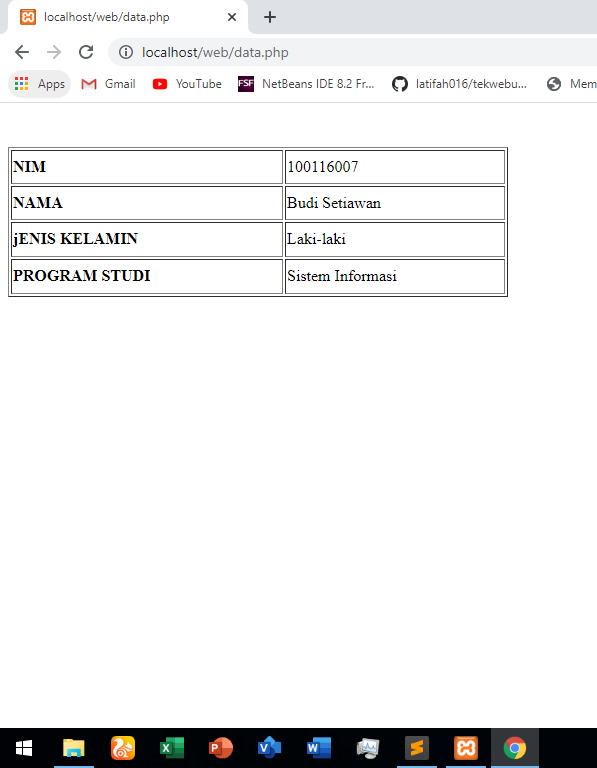 localhost/web/data.php
localhost/web/data.php
Apps Gmail YouTube FSF NetBeans IDE 8.2 Fr... latifah016/tekwebu... Mem
NIM 100116007
NAMA Budi Setiawan
jENIS KELAMIN Laki-laki
PROGRAM STUDI Sistem Informasi